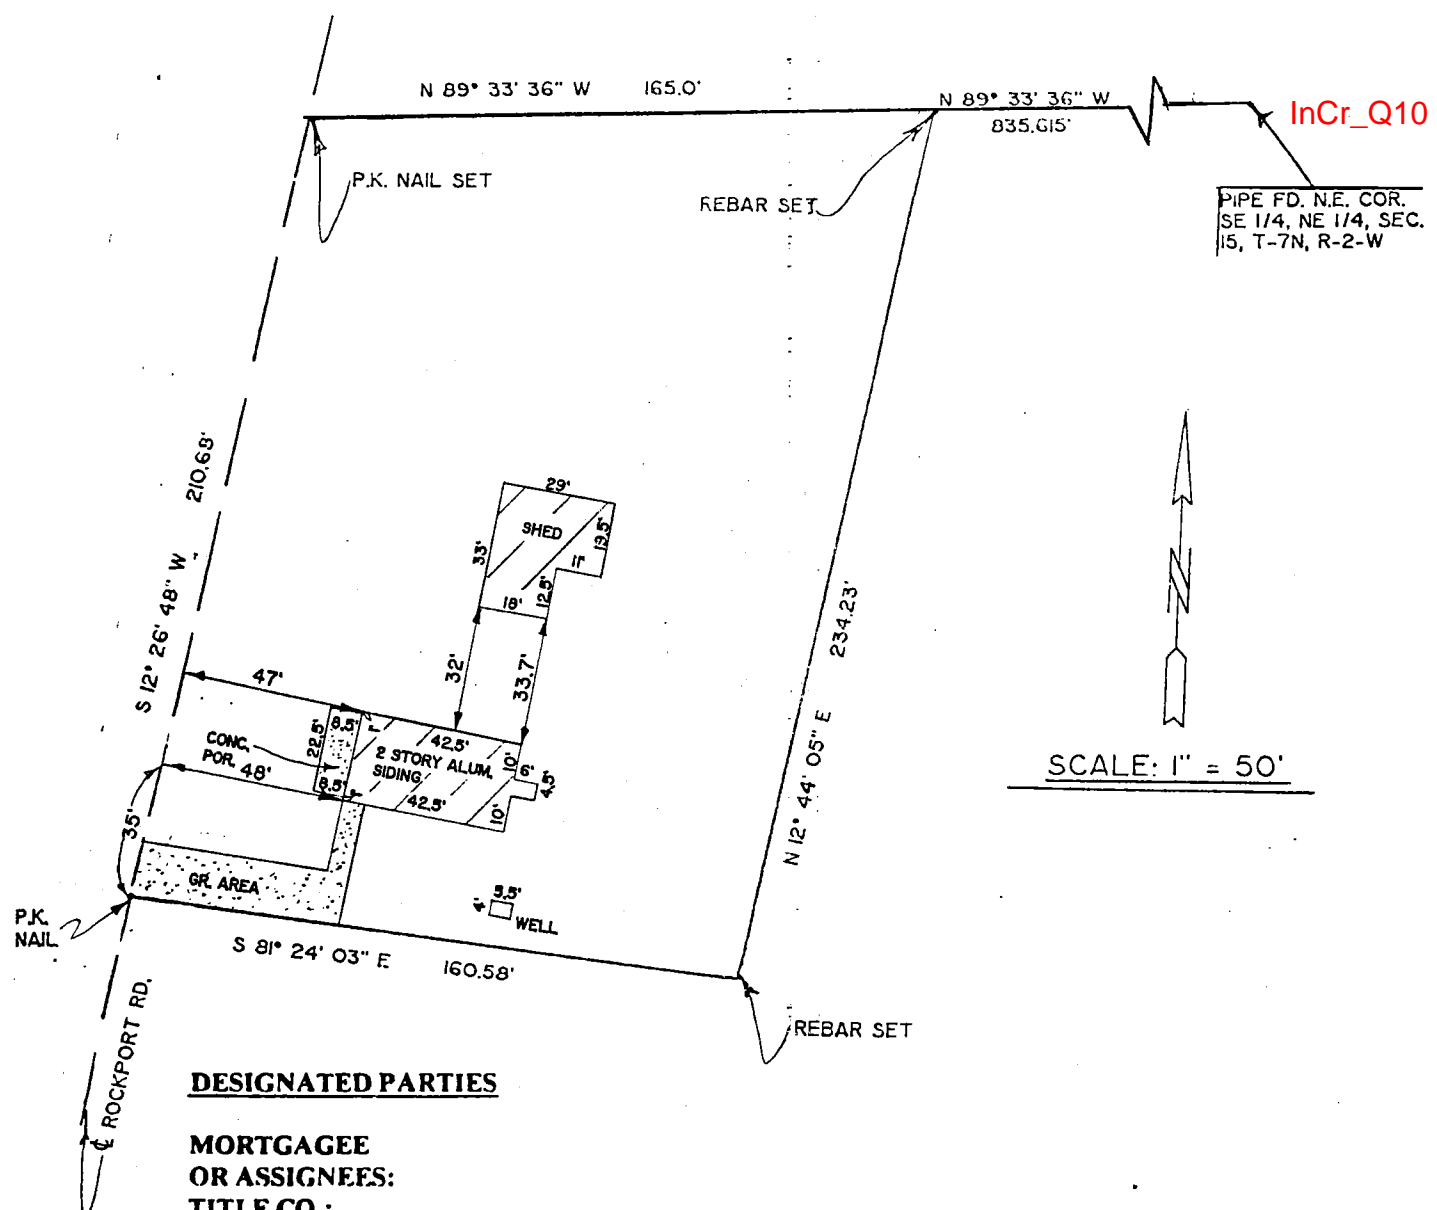 N 89° 33' 36" W 165.0'
N 89° 33' 36" W
835.615'
InCr_Q10
P.K. NAIL SET
REBAR SET
PIPE FD. N.E. COR.
SE 1/4, NE 1/4, SEC.
15, T-7N, R-2-W
S 12° 26' 48" W 210.68'
29'
SHED
33'
19.5'
11'
12.5'
18'
32'
33.7'
N
N 12° 44' 05" E 234.23'
47'
8.5'
1'
22.5'
42.5'
CONC.
POR.
2 STORY ALUM.
SIDING
10'
6'
4.5'
48'
8.5'
1'
42.5'
10'
SCALE: 1" = 50'
35'
GR. AREA
5.5'
4'
WELL
P.K.
NAIL
S 81° 24' 03" E 160.58'
REBAR SET
℄ ROCKPORT RD.
DESIGNATED PARTIES
MORTGAGEE
OR ASSIGNEES:
TITLE CO.: